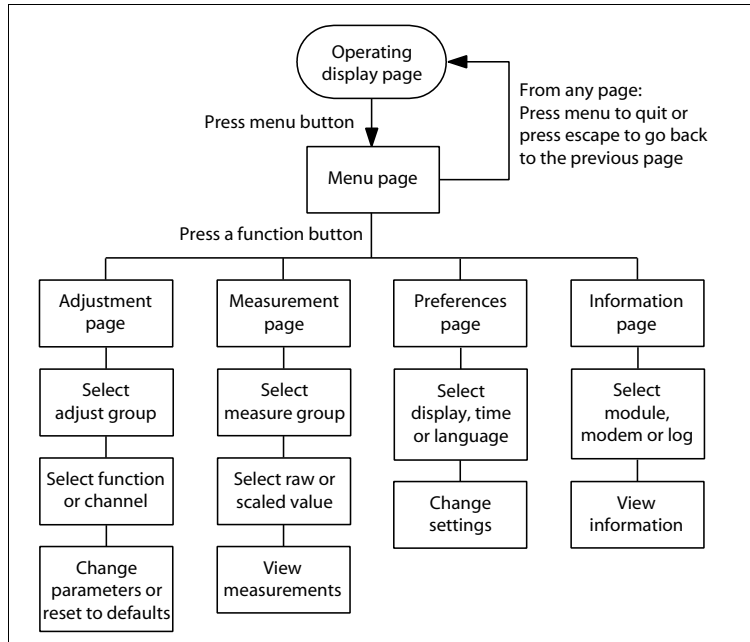 Operating
display page
From any page:
Press menu to quit or
press escape to go back
to the previous page
Press menu button
Menu page
Press a function button
Adjustment
page
Measurement
page
Preferences
page
Information
page
Select
adjust group
Select
measure group
Select
display, time
or language
Select
module,
modem or log
Select function
or channel
Select raw or
scaled value
Change
settings
View
information
Change
parameters or
reset to defaults
View
measurements